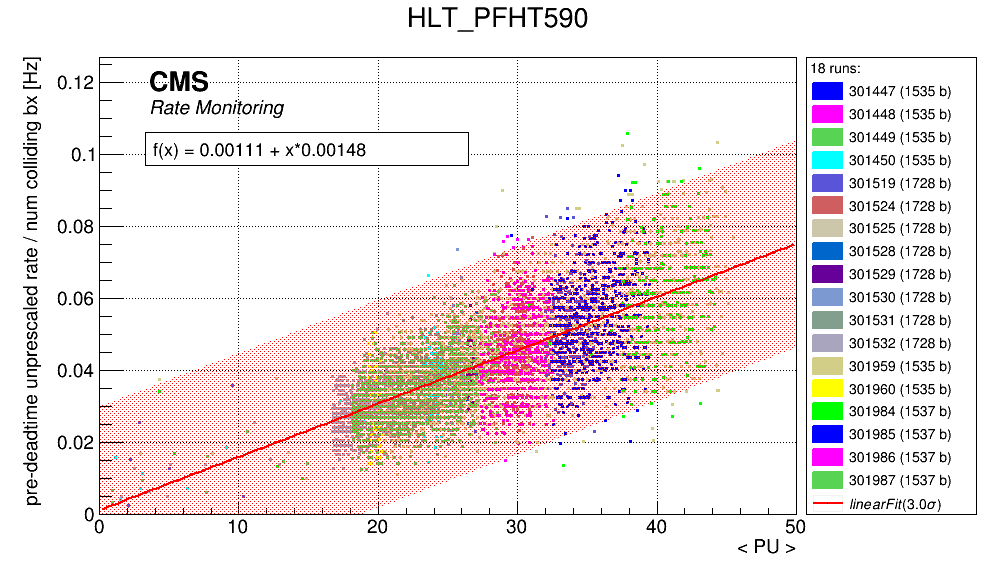 HLT_PFHT590
pre-deadtime unprescaled rate / num colliding bx [Hz]
0.12
0.1
0.08
0.06
0.04
0.02
0
CMS
Rate Monitoring
f(x) = 0.00111 + x*0.00148
0 10 20 30 40 50
< PU >
18 runs:
301447 (1535 b)
301448 (1535 b)
301449 (1535 b)
301450 (1535 b)
301519 (1728 b)
301524 (1728 b)
301525 (1728 b)
301528 (1728 b)
301529 (1728 b)
301530 (1728 b)
301531 (1728 b)
301532 (1728 b)
301959 (1535 b)
301960 (1535 b)
301984 (1537 b)
301985 (1537 b)
301986 (1537 b)
301987 (1537 b)
linearFit(3.0σ)